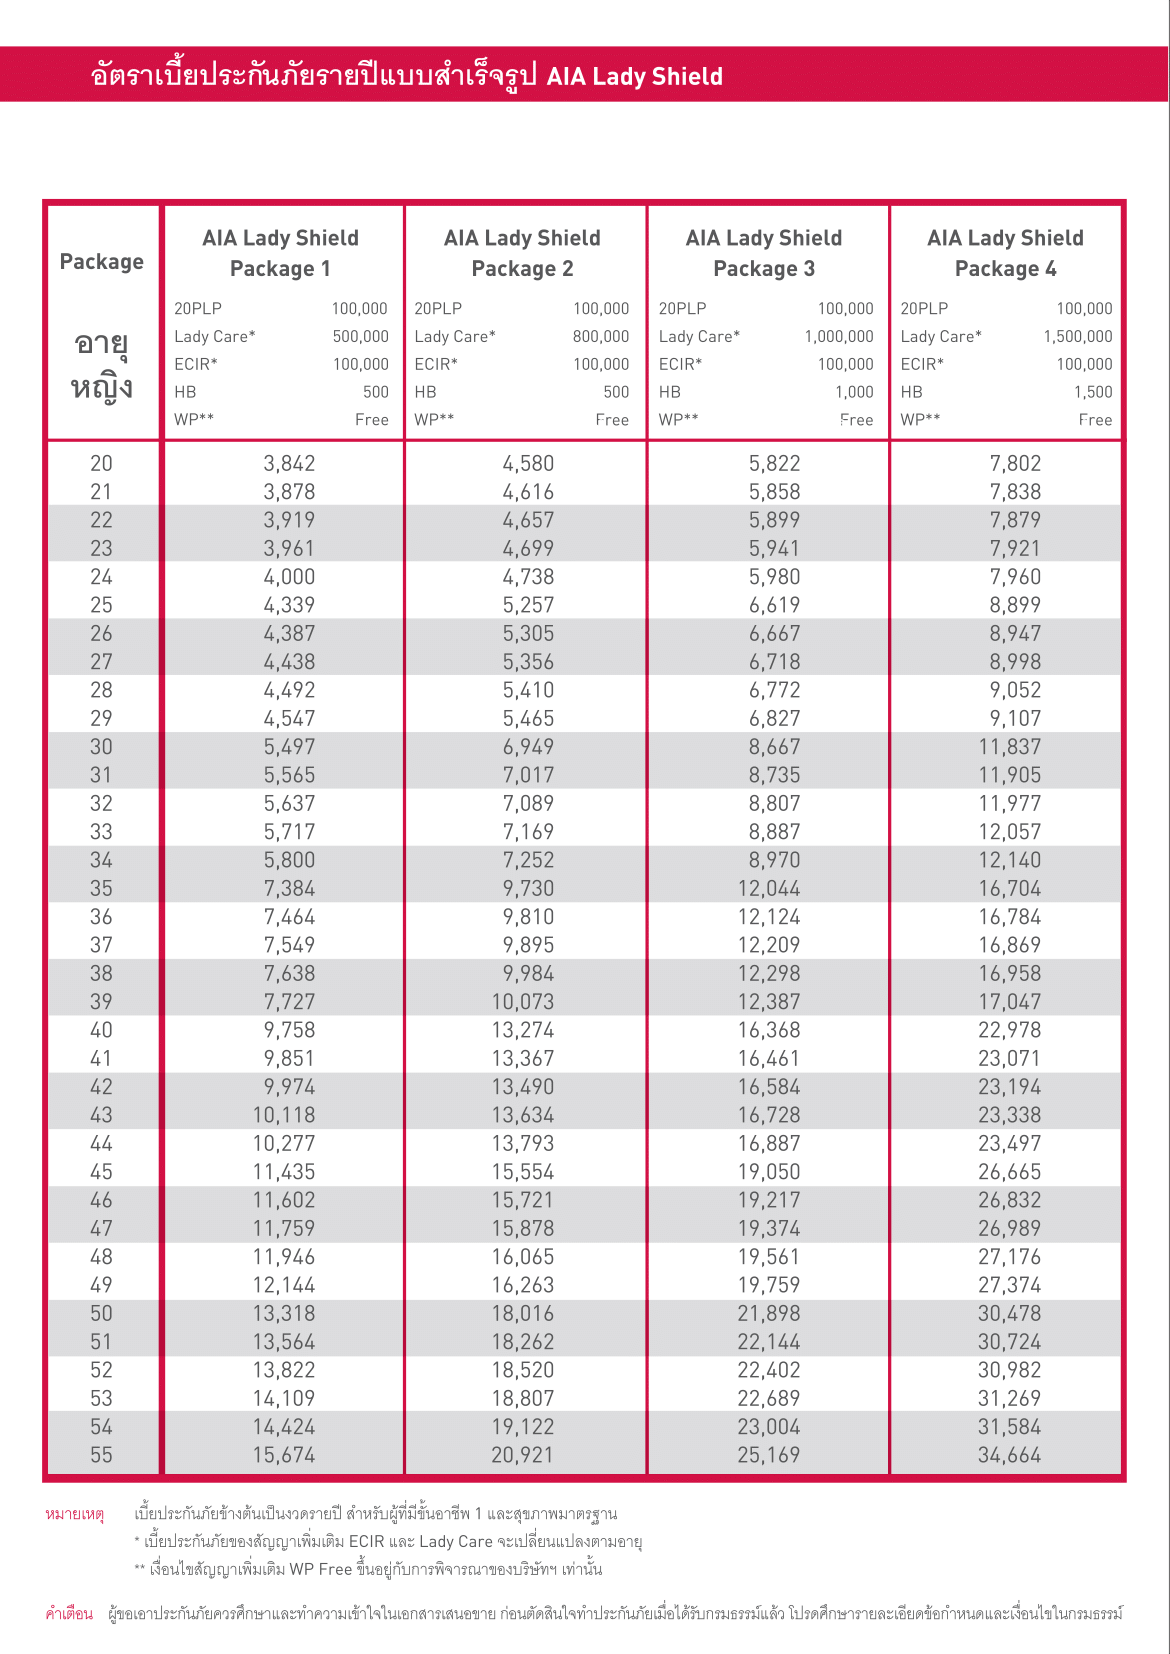 อัตราเบี้ยประกันภัยรายปีแบบสำเร็จรูป AIA Lady Shield
Package อายุ หญิง
AIA Lady Shield Package 1
20PLP 100,000
Lady Care* 500,000
ECIR* 100,000
HB 500
WP** Free
AIA Lady Shield Package 2
20PLP 100,000
Lady Care* 800,000
ECIR* 100,000
HB 500
WP** Free
AIA Lady Shield Package 3
20PLP 100,000
Lady Care* 1,000,000
ECIR* 100,000
HB 1,000
WP** Free
AIA Lady Shield Package 4
20PLP 100,000
Lady Care* 1,500,000
ECIR* 100,000
HB 1,500
WP** Free
20 3,842 4,580 5,822 7,802
21 3,878 4,616 5,858 7,838
22 3,919 4,657 5,899 7,879
23 3,961 4,699 5,941 7,921
24 4,000 4,738 5,980 7,960
25 4,339 5,257 6,619 8,899
26 4,387 5,305 6,667 8,947
27 4,438 5,356 6,718 8,998
28 4,492 5,410 6,772 9,052
29 4,547 5,465 6,827 9,107
30 5,497 6,949 8,667 11,837
31 5,565 7,017 8,735 11,905
32 5,637 7,089 8,807 11,977
33 5,717 7,169 8,887 12,057
34 5,800 7,252 8,970 12,140
35 7,384 9,730 12,044 16,704
36 7,464 9,810 12,124 16,784
37 7,549 9,895 12,209 16,869
38 7,638 9,984 12,298 16,958
39 7,727 10,073 12,387 17,047
40 9,758 13,274 16,368 22,978
41 9,851 13,367 16,461 23,071
42 9,974 13,490 16,584 23,194
43 10,118 13,634 16,728 23,338
44 10,277 13,793 16,887 23,497
45 11,435 15,554 19,050 26,665
46 11,602 15,721 19,217 26,832
47 11,759 15,878 19,374 26,989
48 11,946 16,065 19,561 27,176
49 12,144 16,263 19,759 27,374
50 13,318 18,016 21,898 30,478
51 13,564 18,262 22,144 30,724
52 13,822 18,520 22,402 30,982
53 14,109 18,807 22,689 31,269
54 14,424 19,122 23,004 31,584
55 15,674 20,921 25,169 34,664
หมายเหตุ เบี้ยประกันภัยข้างต้นเป็นงวดรายปี สำหรับผู้ที่มีขั้นอาชีพ 1 และสุขภาพมาตรฐาน
* เบี้ยประกันภัยของสัญญาเพิ่มเติม ECIR และ Lady Care จะเปลี่ยนแปลงตามอายุ
** เงื่อนไขสัญญาเพิ่มเติม WP Free ขึ้นอยู่กับการพิจารณาของบริษัทฯ เท่านั้น
คำเตือน ผู้ขอเอาประกันภัยควรศึกษาและทำความเข้าใจในเอกสารเสนอขาย ก่อนตัดสินใจทำประกันภัยเมื่อได้รับกรมธรรม์แล้ว โปรดศึกษารายละเอียดข้อกำหนดและเงื่อนไขในกรมธรรม์